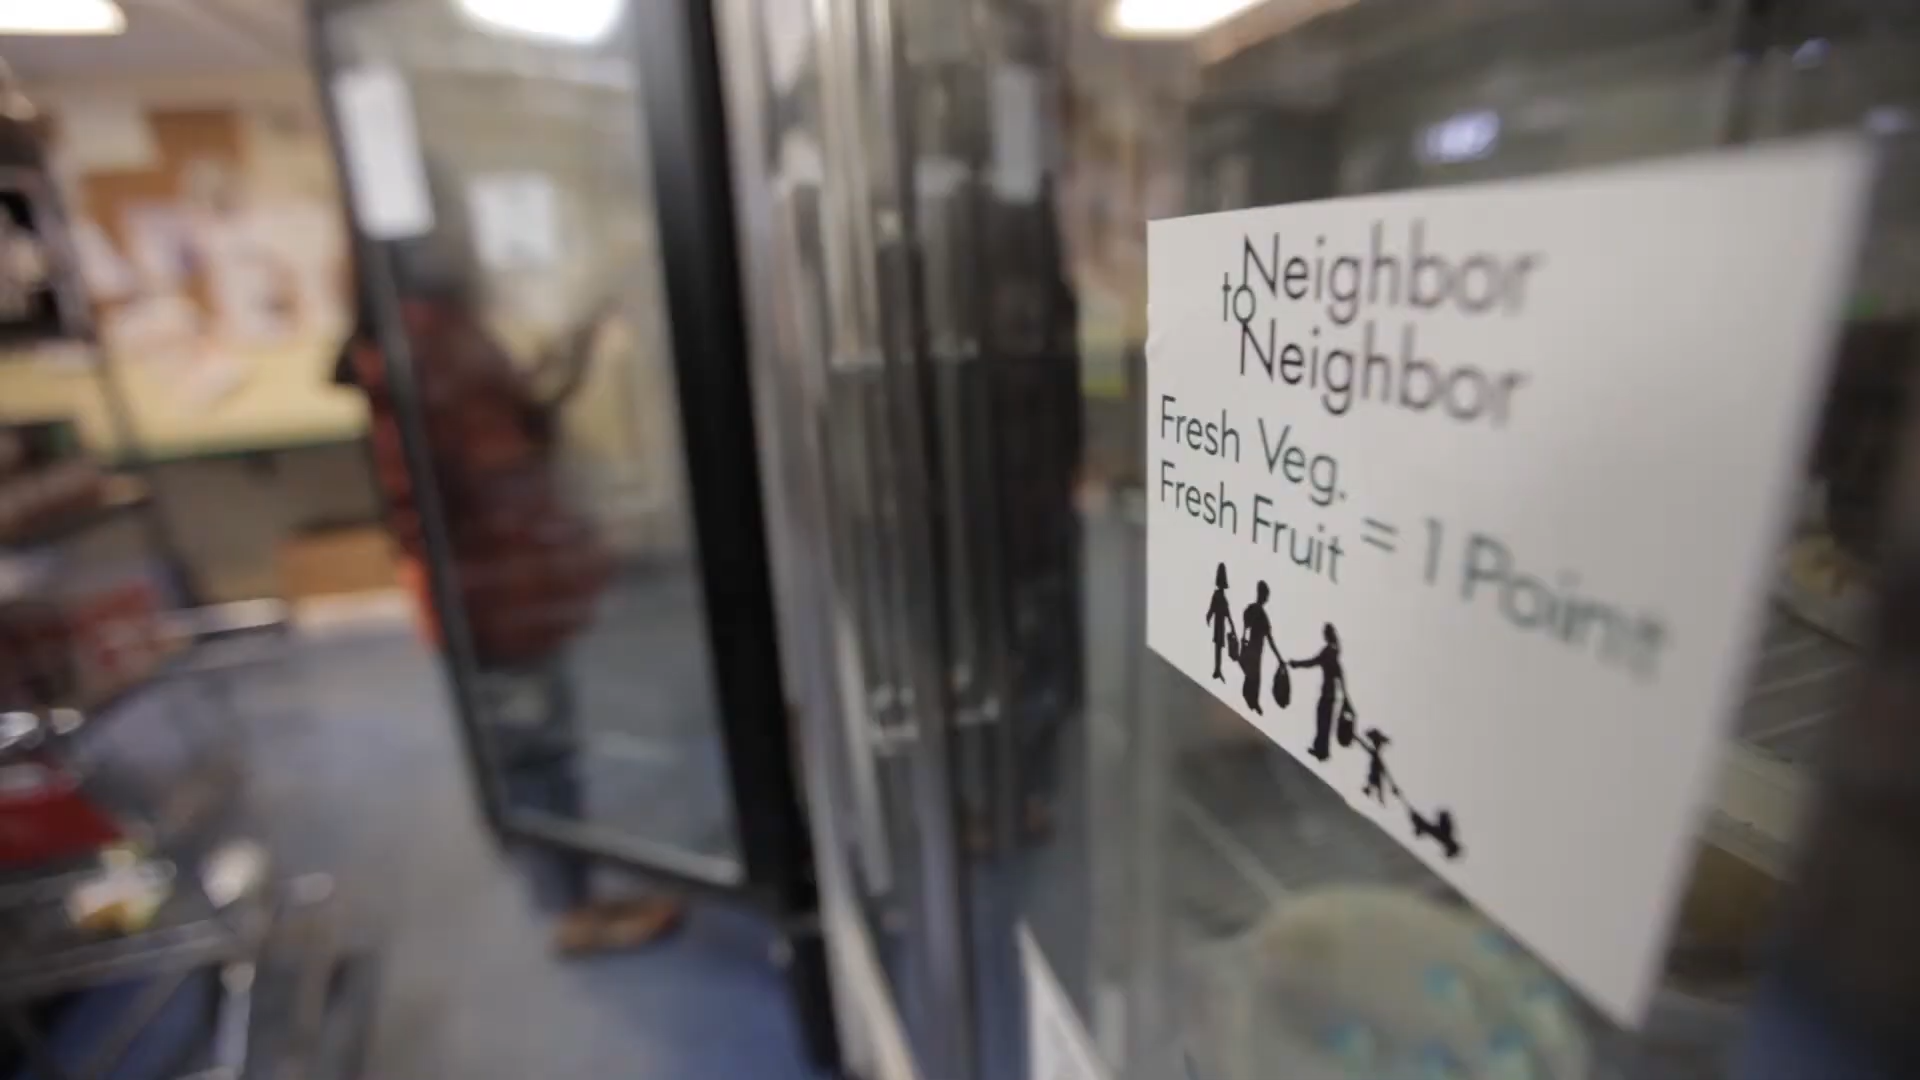 Neighbor
to
Neighbor
Fresh Veg.
Fresh Fruit = 1 Point